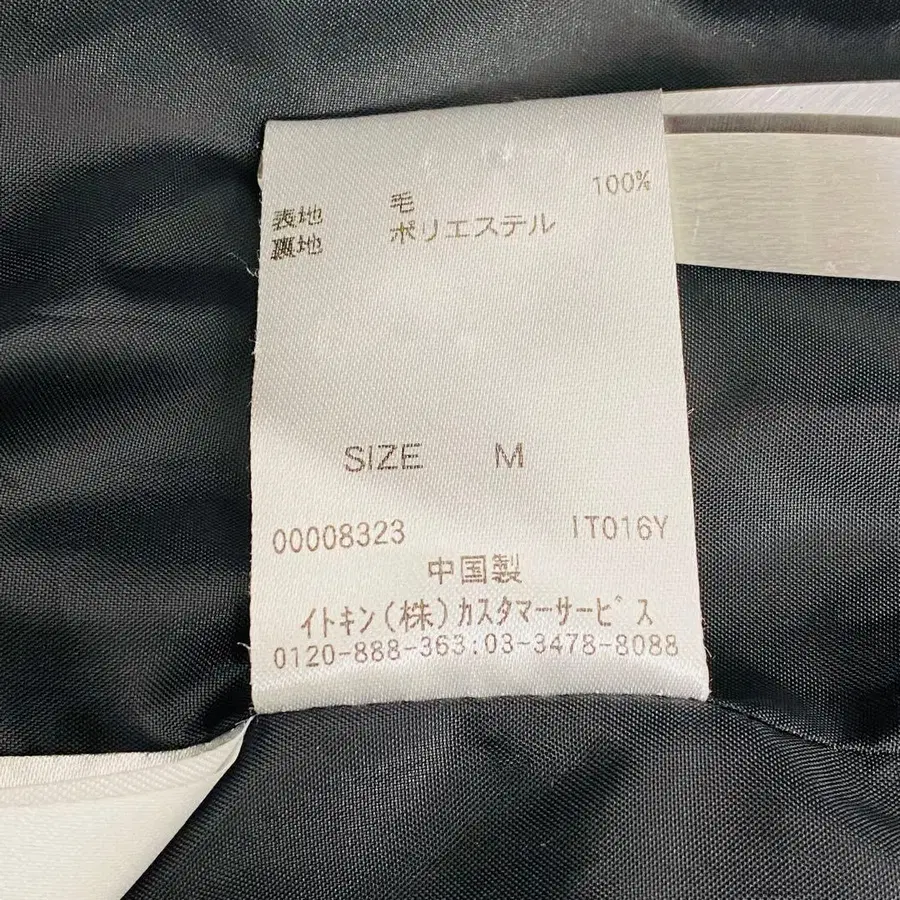 表地 毛 100%
裏地 ポリエステル
SIZE M
00008323 IT016Y
中国製
イトキン(株)カスタマーサービス
0120-888-363:03-3478-8088